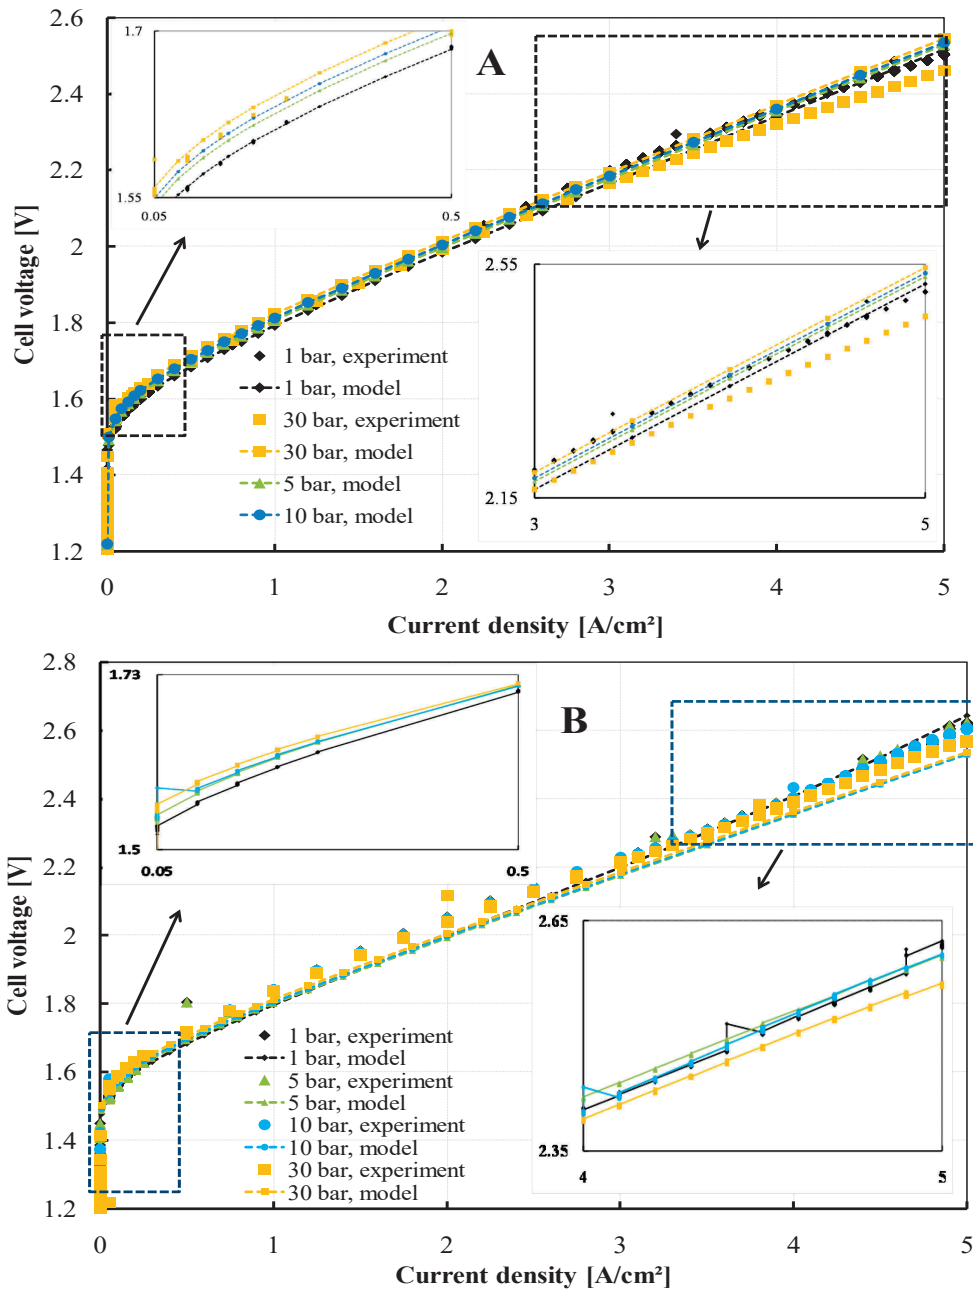 A
Cell voltage [V]
2.6
2.4
2.2
2
1.8
1.6
1.4
1.2
0
1
2
3
4
5
Current density [A/cm²]
1.7
1.55
0.05
0.5
1 bar, experiment
1 bar, model
30 bar, experiment
30 bar, model
5 bar, model
10 bar, model
2.55
2.15
3
5
B
Cell voltage [V]
2.8
2.6
2.4
2.2
2
1.8
1.6
1.4
1.2
0
1
2
3
4
5
Current density [A/cm²]
1.73
1.5
0.05
0.5
1 bar, experiment
1 bar, model
5 bar, experiment
5 bar, model
10 bar, experiment
10 bar, model
30 bar, experiment
30 bar, model
2.65
2.35
4
5